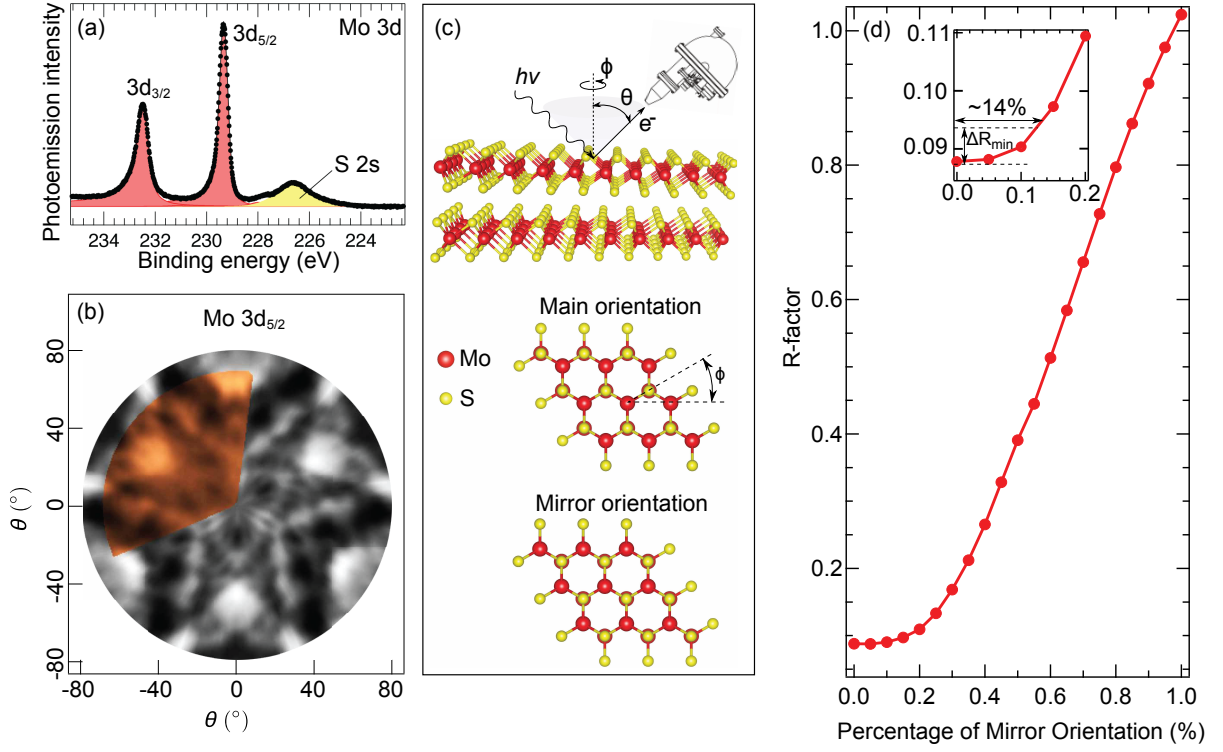 (a)
Mo 3d
3d5/2
3d3/2
S 2s
Photoemission intensity
234 232 230 228 226 224
Binding energy (eV)
(b)
Mo 3d5/2
80
40
0
-40
-80
θ (°)
-80 -40 0 40 80
θ (°)
(c)
hν
ϕ
θ
e-
Main orientation
Mo
S
ϕ
Mirror orientation
(d)
1.0
0.8
0.6
0.4
0.2
R-factor
0.0 0.2 0.4 0.6 0.8 1.0
Percentage of Mirror Orientation (%)
0.11
0.10
0.09
~14%
ΔRmin
0.0 0.1 0.2